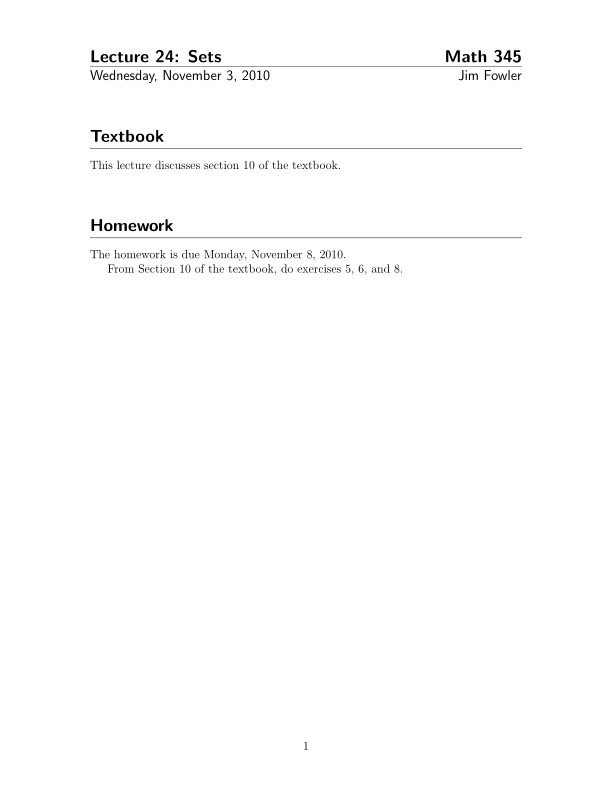 Lecture 24: Sets Math 345
Wednesday, November 3, 2010 Jim Fowler
Textbook
This lecture discusses section 10 of the textbook.
Homework
The homework is due Monday, November 8, 2010.
From Section 10 of the textbook, do exercises 5, 6, and 8.
1